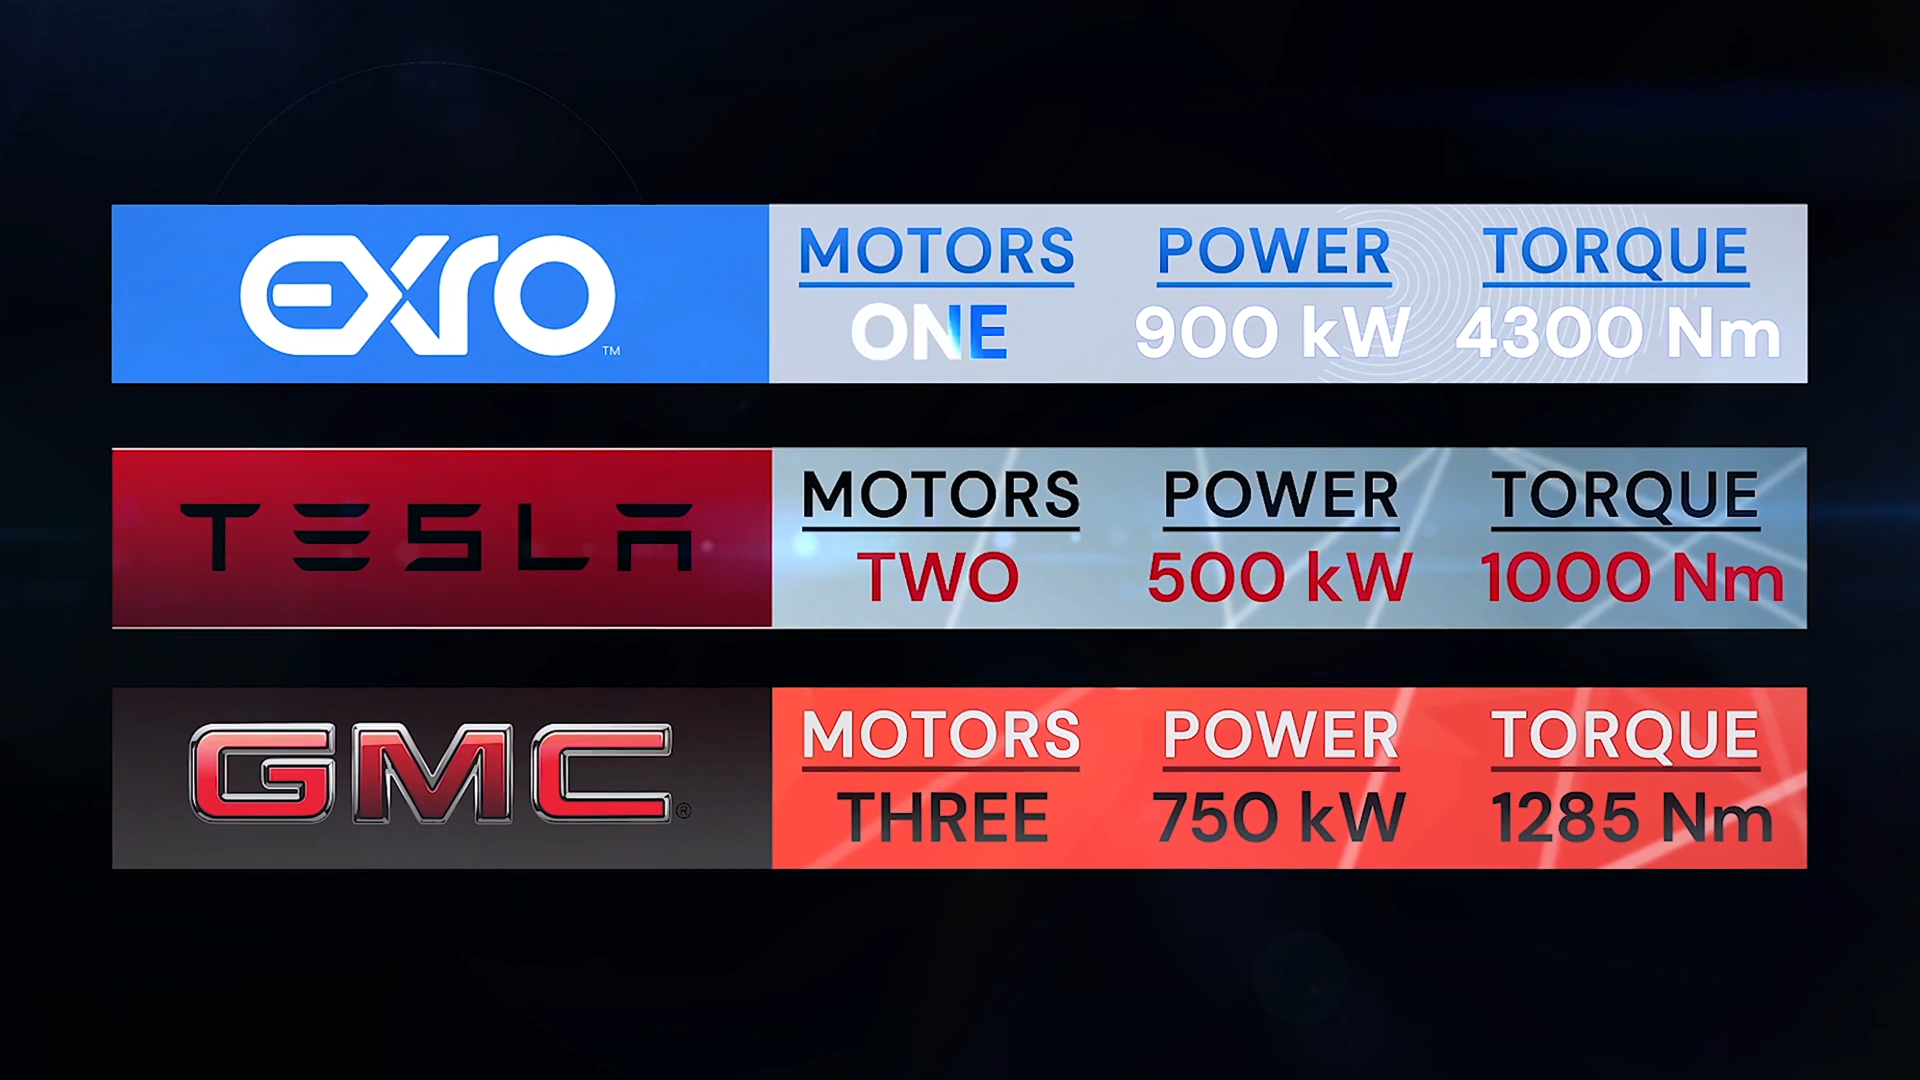 EXRO ™
MOTORS POWER TORQUE
ONE 900 kW 4300 Nm
TESLA
MOTORS POWER TORQUE
TWO 500 kW 1000 Nm
GMC ®
MOTORS POWER TORQUE
THREE 750 kW 1285 Nm